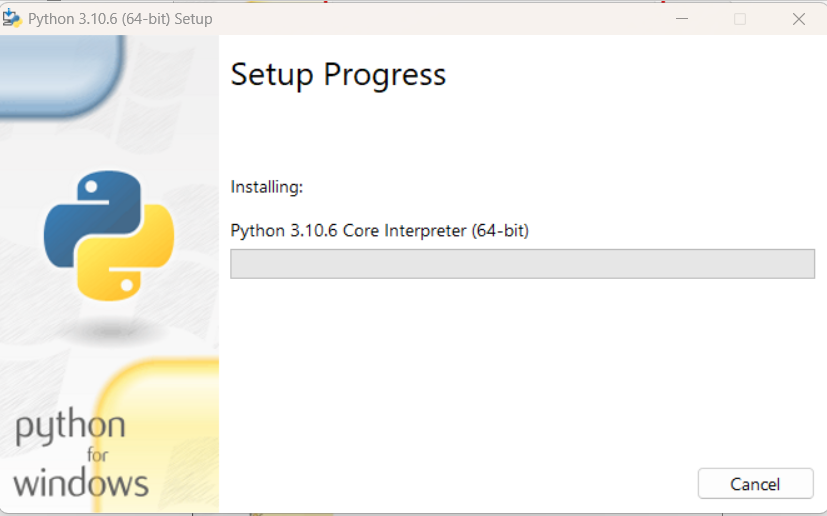 Python 3.10.6 (64-bit) Setup
Setup Progress
Installing:
Python 3.10.6 Core Interpreter (64-bit)
python
for
windows
Cancel